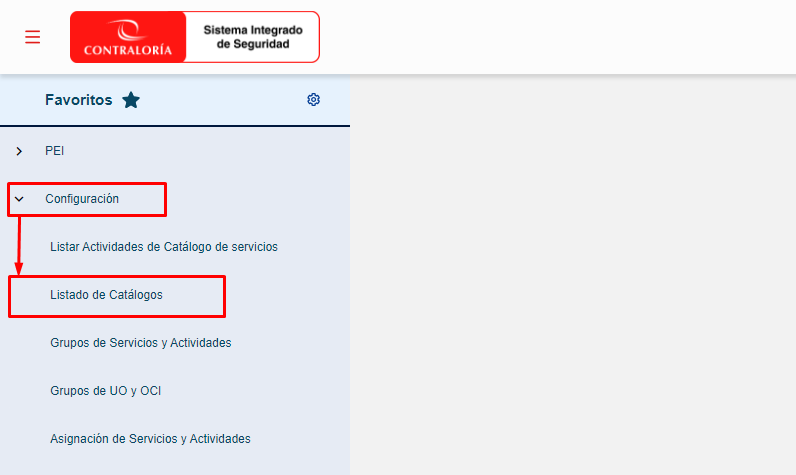 CONTRALORÍA
Sistema Integrado
de Seguridad
Favoritos
PEI
Configuración
Listar Actividades de Catálogo de servicios
Listado de Catálogos
Grupos de Servicios y Actividades
Grupos de UO y OCI
Asignación de Servicios y Actividades